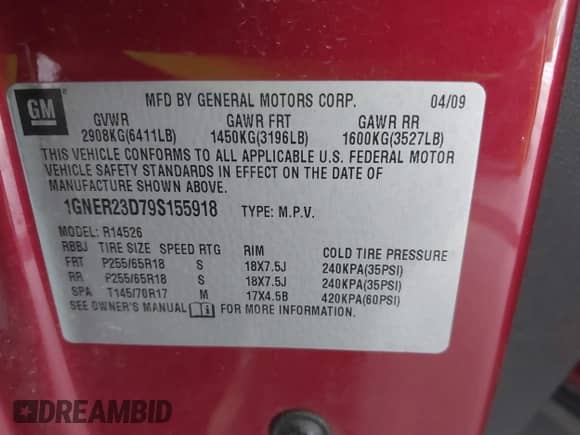 GM
®
MFD BY GENERAL MOTORS CORP. 04/09
GVWR GAWR FRT GAWR RR
2908KG(6411LB) 1450KG(3196LB) 1600KG(3527LB)
THIS VEHICLE CONFORMS TO ALL APPLICABLE U.S. FEDERAL MOTOR
VEHICLE SAFETY STANDARDS IN EFFECT ON THE DATE OF
MANUFACTURE SHOWN ABOVE.
1GNER23D79S155918 TYPE: M.P.V.
MODEL: R14526
RBBJ TIRE SIZE SPEED RTG RIM COLD TIRE PRESSURE
FRT P255/65R18 S 18X7.5J 240KPA(35PSI)
RR P255/65R18 S 18X7.5J 240KPA(35PSI)
SPA T145/70R17 M 17X4.5B 420KPA(60PSI)
SEE OWNER'S MANUAL FOR MORE INFORMATION.
DREAMBID